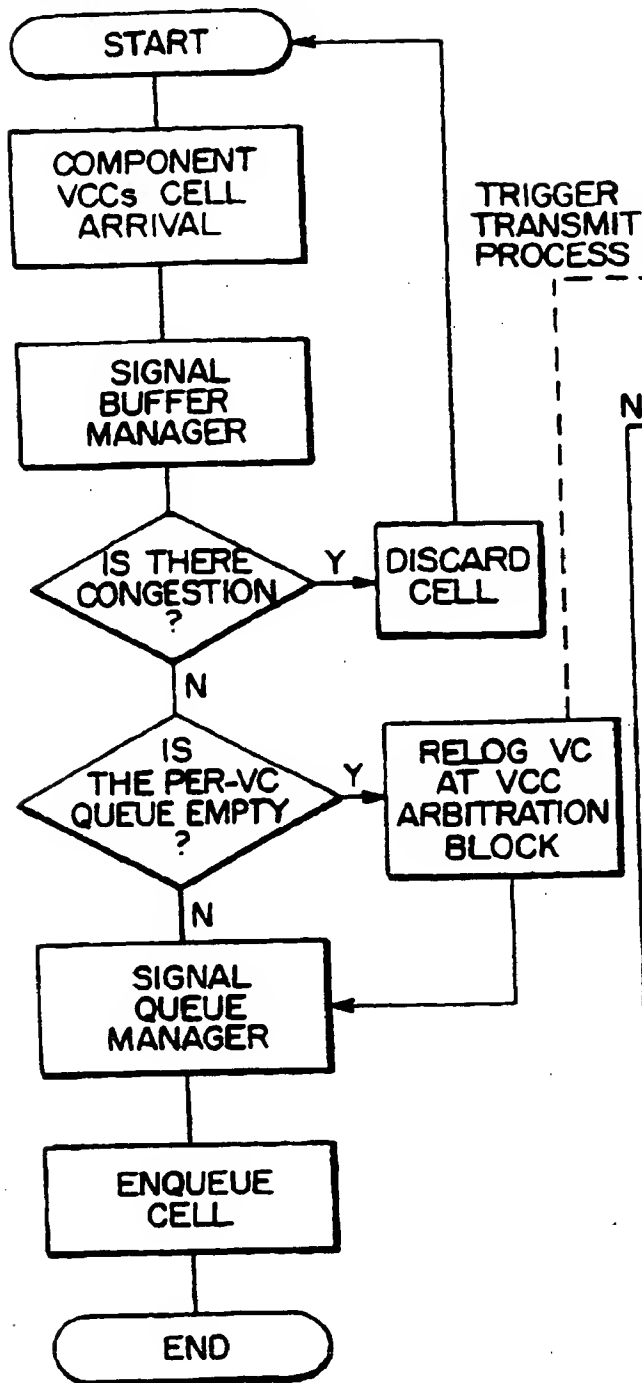 START
COMPONENT
VCCs CELL
ARRIVAL
TRIGGER
TRANSMIT
PROCESS
SIGNAL
BUFFER
MANAGER
N
IS THERE
CONGESTION
?
Y
DISCARD
CELL
N
IS
THE PER-VC
QUEUE EMPTY
?
Y
RELOG VC
AT VCC
ARBITRATION
BLOCK
N
SIGNAL
QUEUE
MANAGER
ENQUEUE
CELL
END